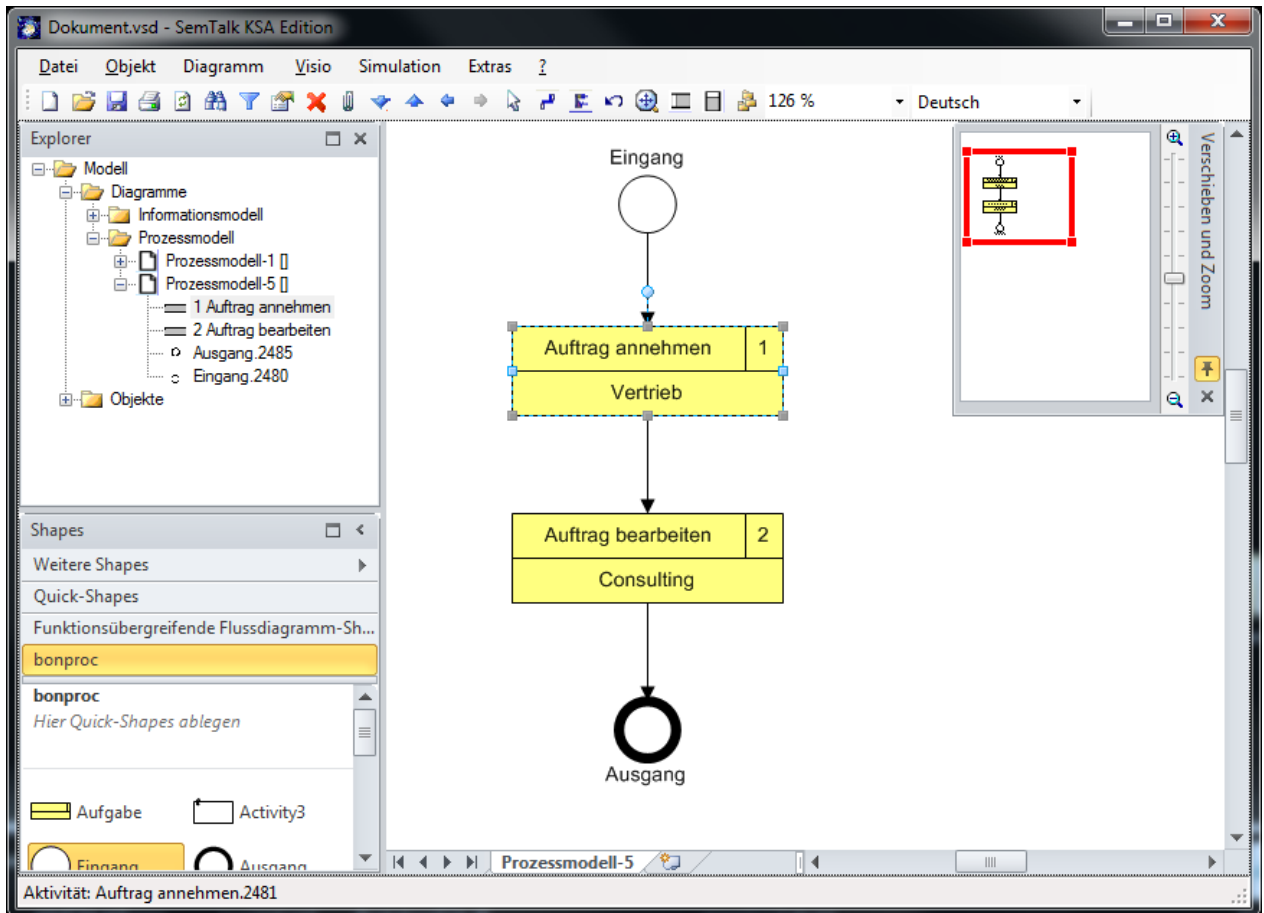 Dokument.vsd - SemTalk KSA Edition
Datei Objekt Diagramm Visio Simulation Extras ?
126 % Deutsch
Explorer
Modell
Diagramme
Informationsmodell
Prozessmodell
Prozessmodell-1 []
Prozessmodell-5 []
1 Auftrag annehmen
2 Auftrag bearbeiten
Ausgang.2485
Eingang.2480
Objekte
Shapes
Weitere Shapes
Quick-Shapes
Funktionsübergreifende Flussdiagramm-Sh...
bonproc
bonproc
Hier Quick-Shapes ablegen
Aufgabe Activity3
Eingang Ausgang
Eingang
Auftrag annehmen 1
Vertrieb
Auftrag bearbeiten 2
Consulting
Ausgang
Verschieben und Zoom
Prozessmodell-5
Aktivität: Auftrag annehmen.2481